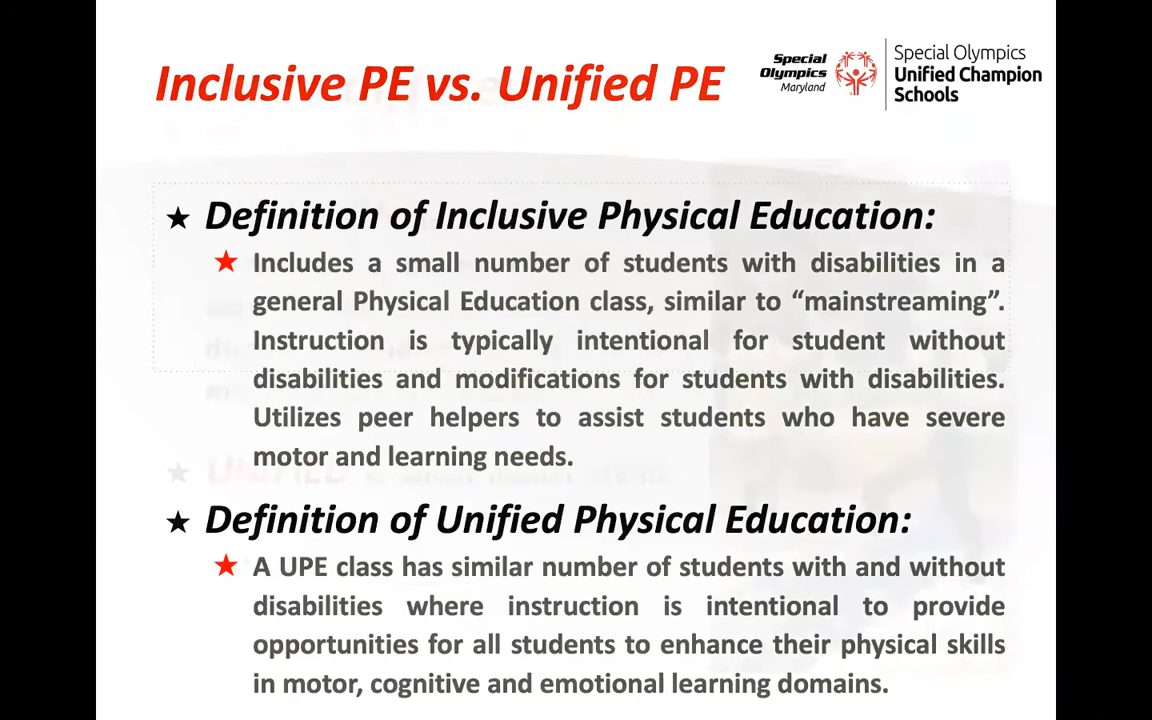 Inclusive PE vs. Unified PE
Special
Olympics
Maryland
Special Olympics
Unified Champion
Schools
Definition of Inclusive Physical Education:
Includes a small number of students with disabilities in a
general Physical Education class, similar to “mainstreaming”.
Instruction is typically intentional for student without
disabilities and modifications for students with disabilities.
Utilizes peer helpers to assist students who have severe
motor and learning needs.
Definition of Unified Physical Education:
A UPE class has similar number of students with and without
disabilities where instruction is intentional to provide
opportunities for all students to enhance their physical skills
in motor, cognitive and emotional learning domains.